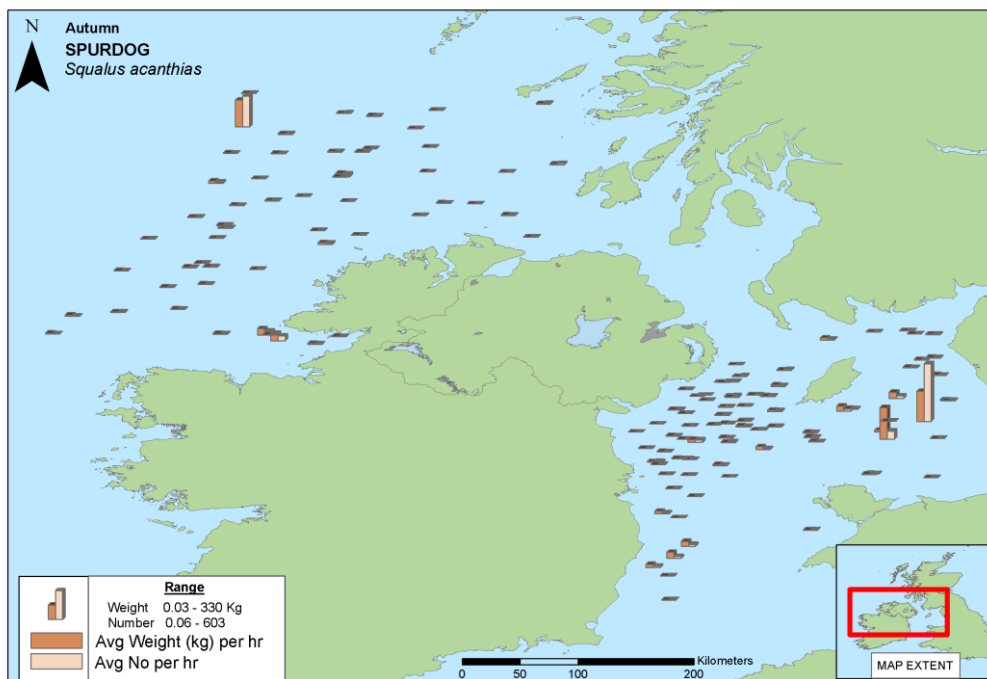 N
Autumn
SPURDOG
Squalus acanthias
Range
Weight 0.03 - 330 Kg
Number 0.06 - 603
Avg Weight (kg) per hr
Avg No per hr
Kilometers
0 50 100 200
MAP EXTENT